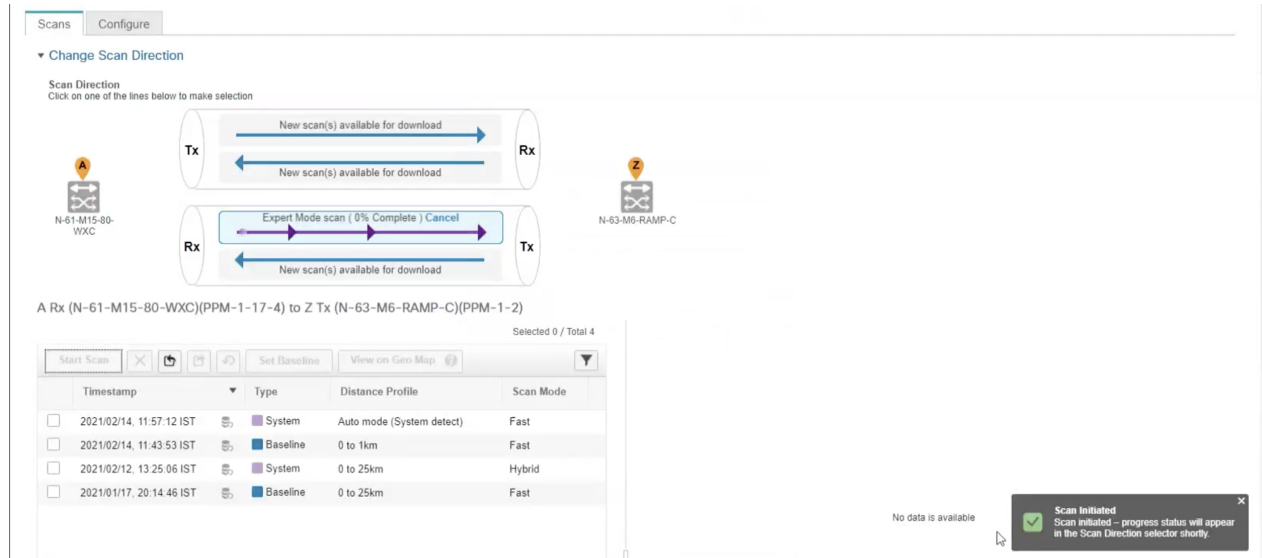 Scans Configure
Change Scan Direction
Scan Direction
Click on one of the lines below to make selection
New scan(s) available for download
Tx
Rx
New scan(s) available for download
A
Z
N-61-M15-80-
WXC
N-63-M6-RAMP-C
Expert Mode scan ( 0% Complete ) Cancel
Rx
Tx
New scan(s) available for download
A Rx (N-61-M15-80-WXC)(PPM-1-17-4) to Z Tx (N-63-M6-RAMP-C)(PPM-1-2)
Selected 0 / Total 4
Start Scan Set Baseline View on Geo Map ?
Timestamp Type Distance Profile Scan Mode
2021/02/14, 11:57:12 IST System Auto mode (System detect) Fast
2021/02/14, 11:43:53 IST Baseline 0 to 1km Fast
2021/02/12, 13:25:06 IST System 0 to 25km Hybrid
2021/01/17, 20:14:46 IST Baseline 0 to 25km Fast
No data is available
Scan Initiated
Scan initiated – progress status will appear
in the Scan Direction selector shortly.